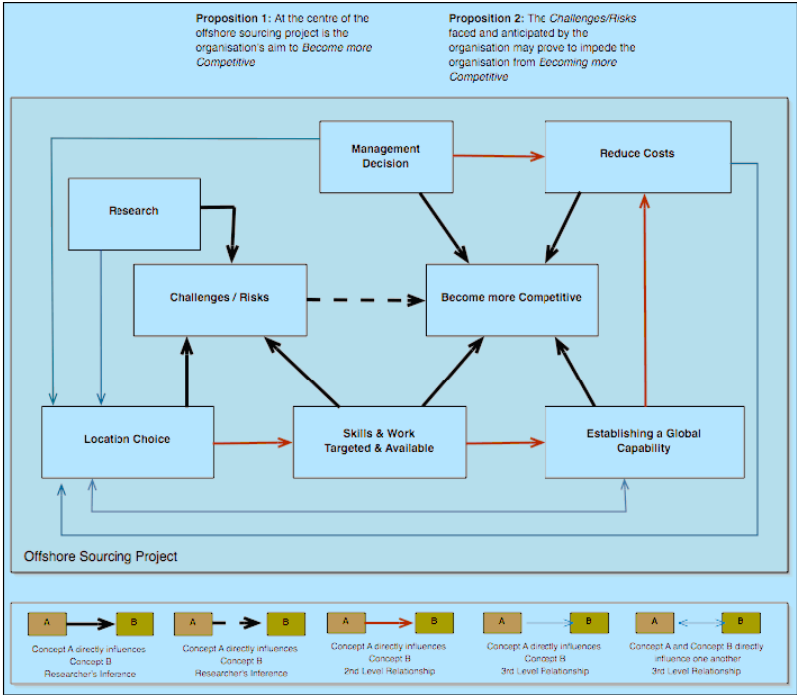 Proposition 1: At the centre of the
offshore sourcing project is the
organisation's aim to Become more
Competitive
Proposition 2: The Challenges/Risks
faced and anticipated by the
organisation may prove to impede the
organisation from Becoming more
Competitive
Management
Decision
Reduce Costs
Research
Challenges / Risks
Become more Competitive
Location Choice
Skills & Work
Targeted & Available
Establishing a Global
Capability
Offshore Sourcing Project
A
B
Concept A directly influences
Concept B
Researcher's Inference
A
B
Concept A directly influences
Concept B
Researcher's Inference
A
B
Concept A directly influences
Concept B
2nd Level Relationship
A
B
Concept A directly influences
Concept B
3rd Level Relationship
A
B
Concept A and Concept B directly
influence one another
3rd Level Relationship